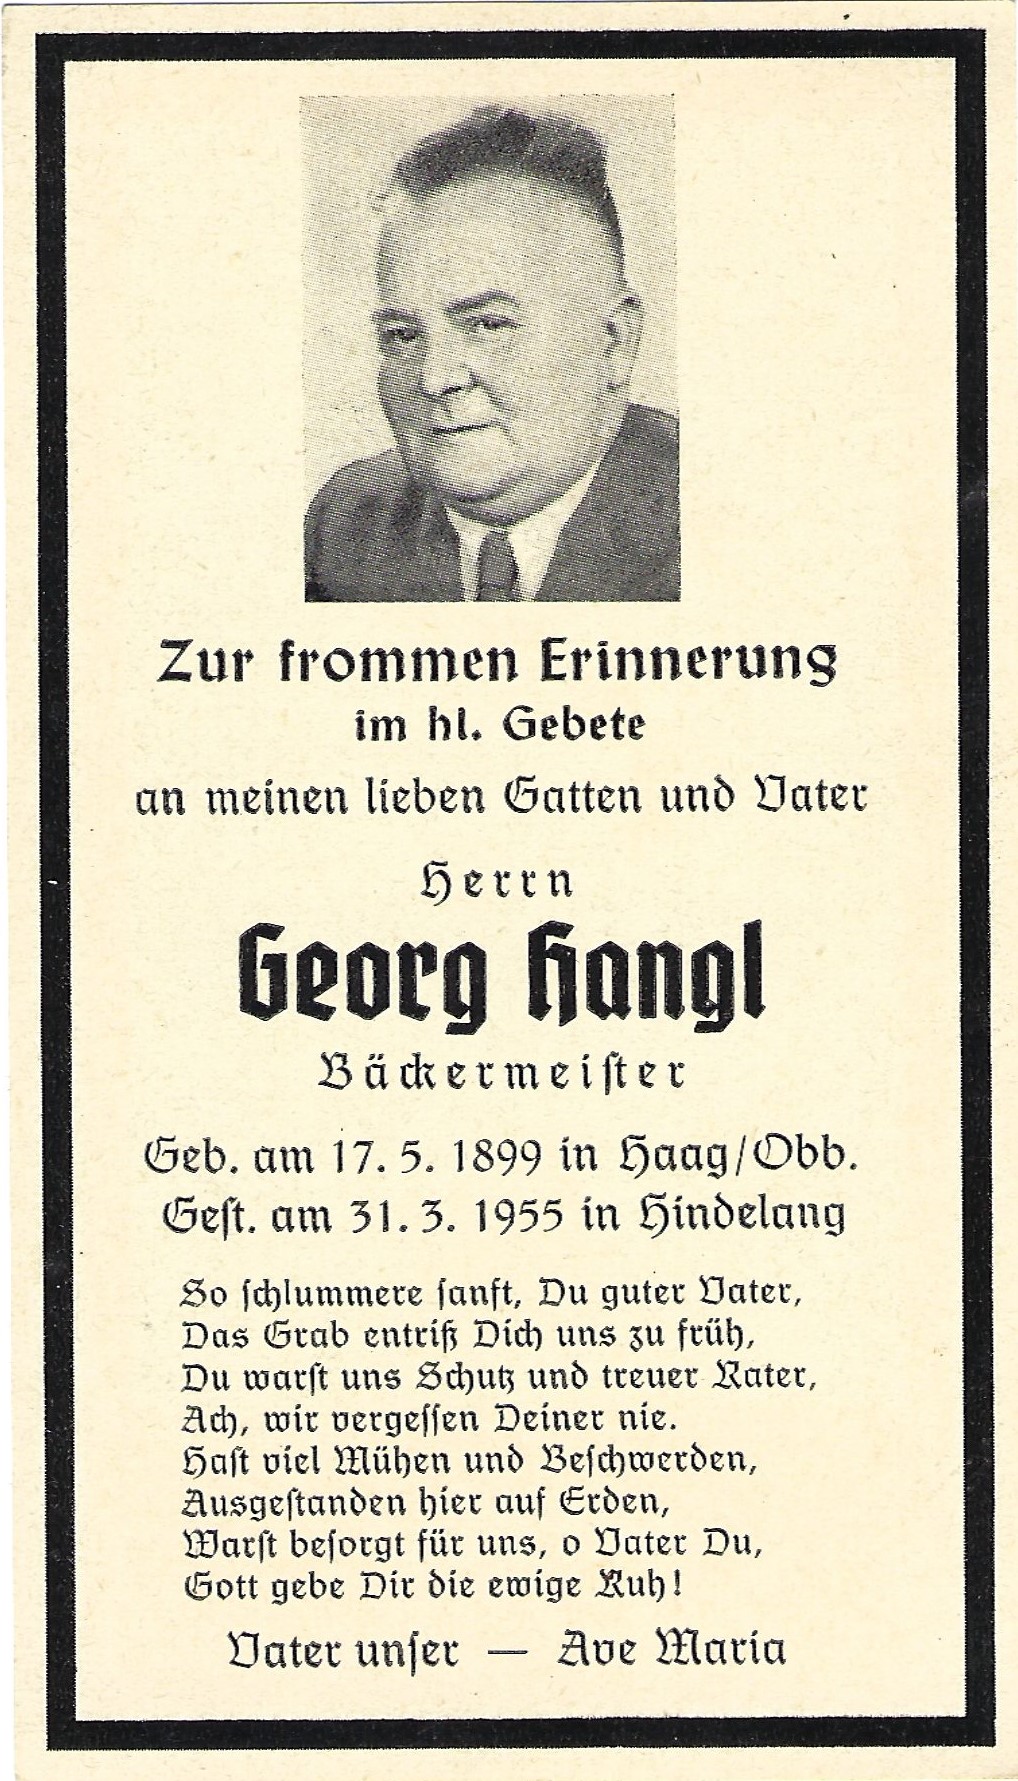 Zur frommen Erinnerung
im hl. Gebete
an meinen lieben Gatten und Vater
Herrn
Georg Hangl
Bäckermeiſter
Geb. am 17. 5. 1899 in Haag/Obb.
Geſt. am 31. 3. 1955 in Hindelang
So ſchlummere ſanft, Du guter Vater,
Das Grab entriß Dich uns zu früh,
Du warſt uns Schutz und treuer Rater,
Ach, wir vergeſſen Deiner nie.
Haſt viel Mühen und Beſchwerden,
Ausgeſtanden hier auf Erden,
Warſt beſorgt für uns, o Vater Du,
Gott gebe Dir die ewige Ruh!
Vater unſer — Ave Maria